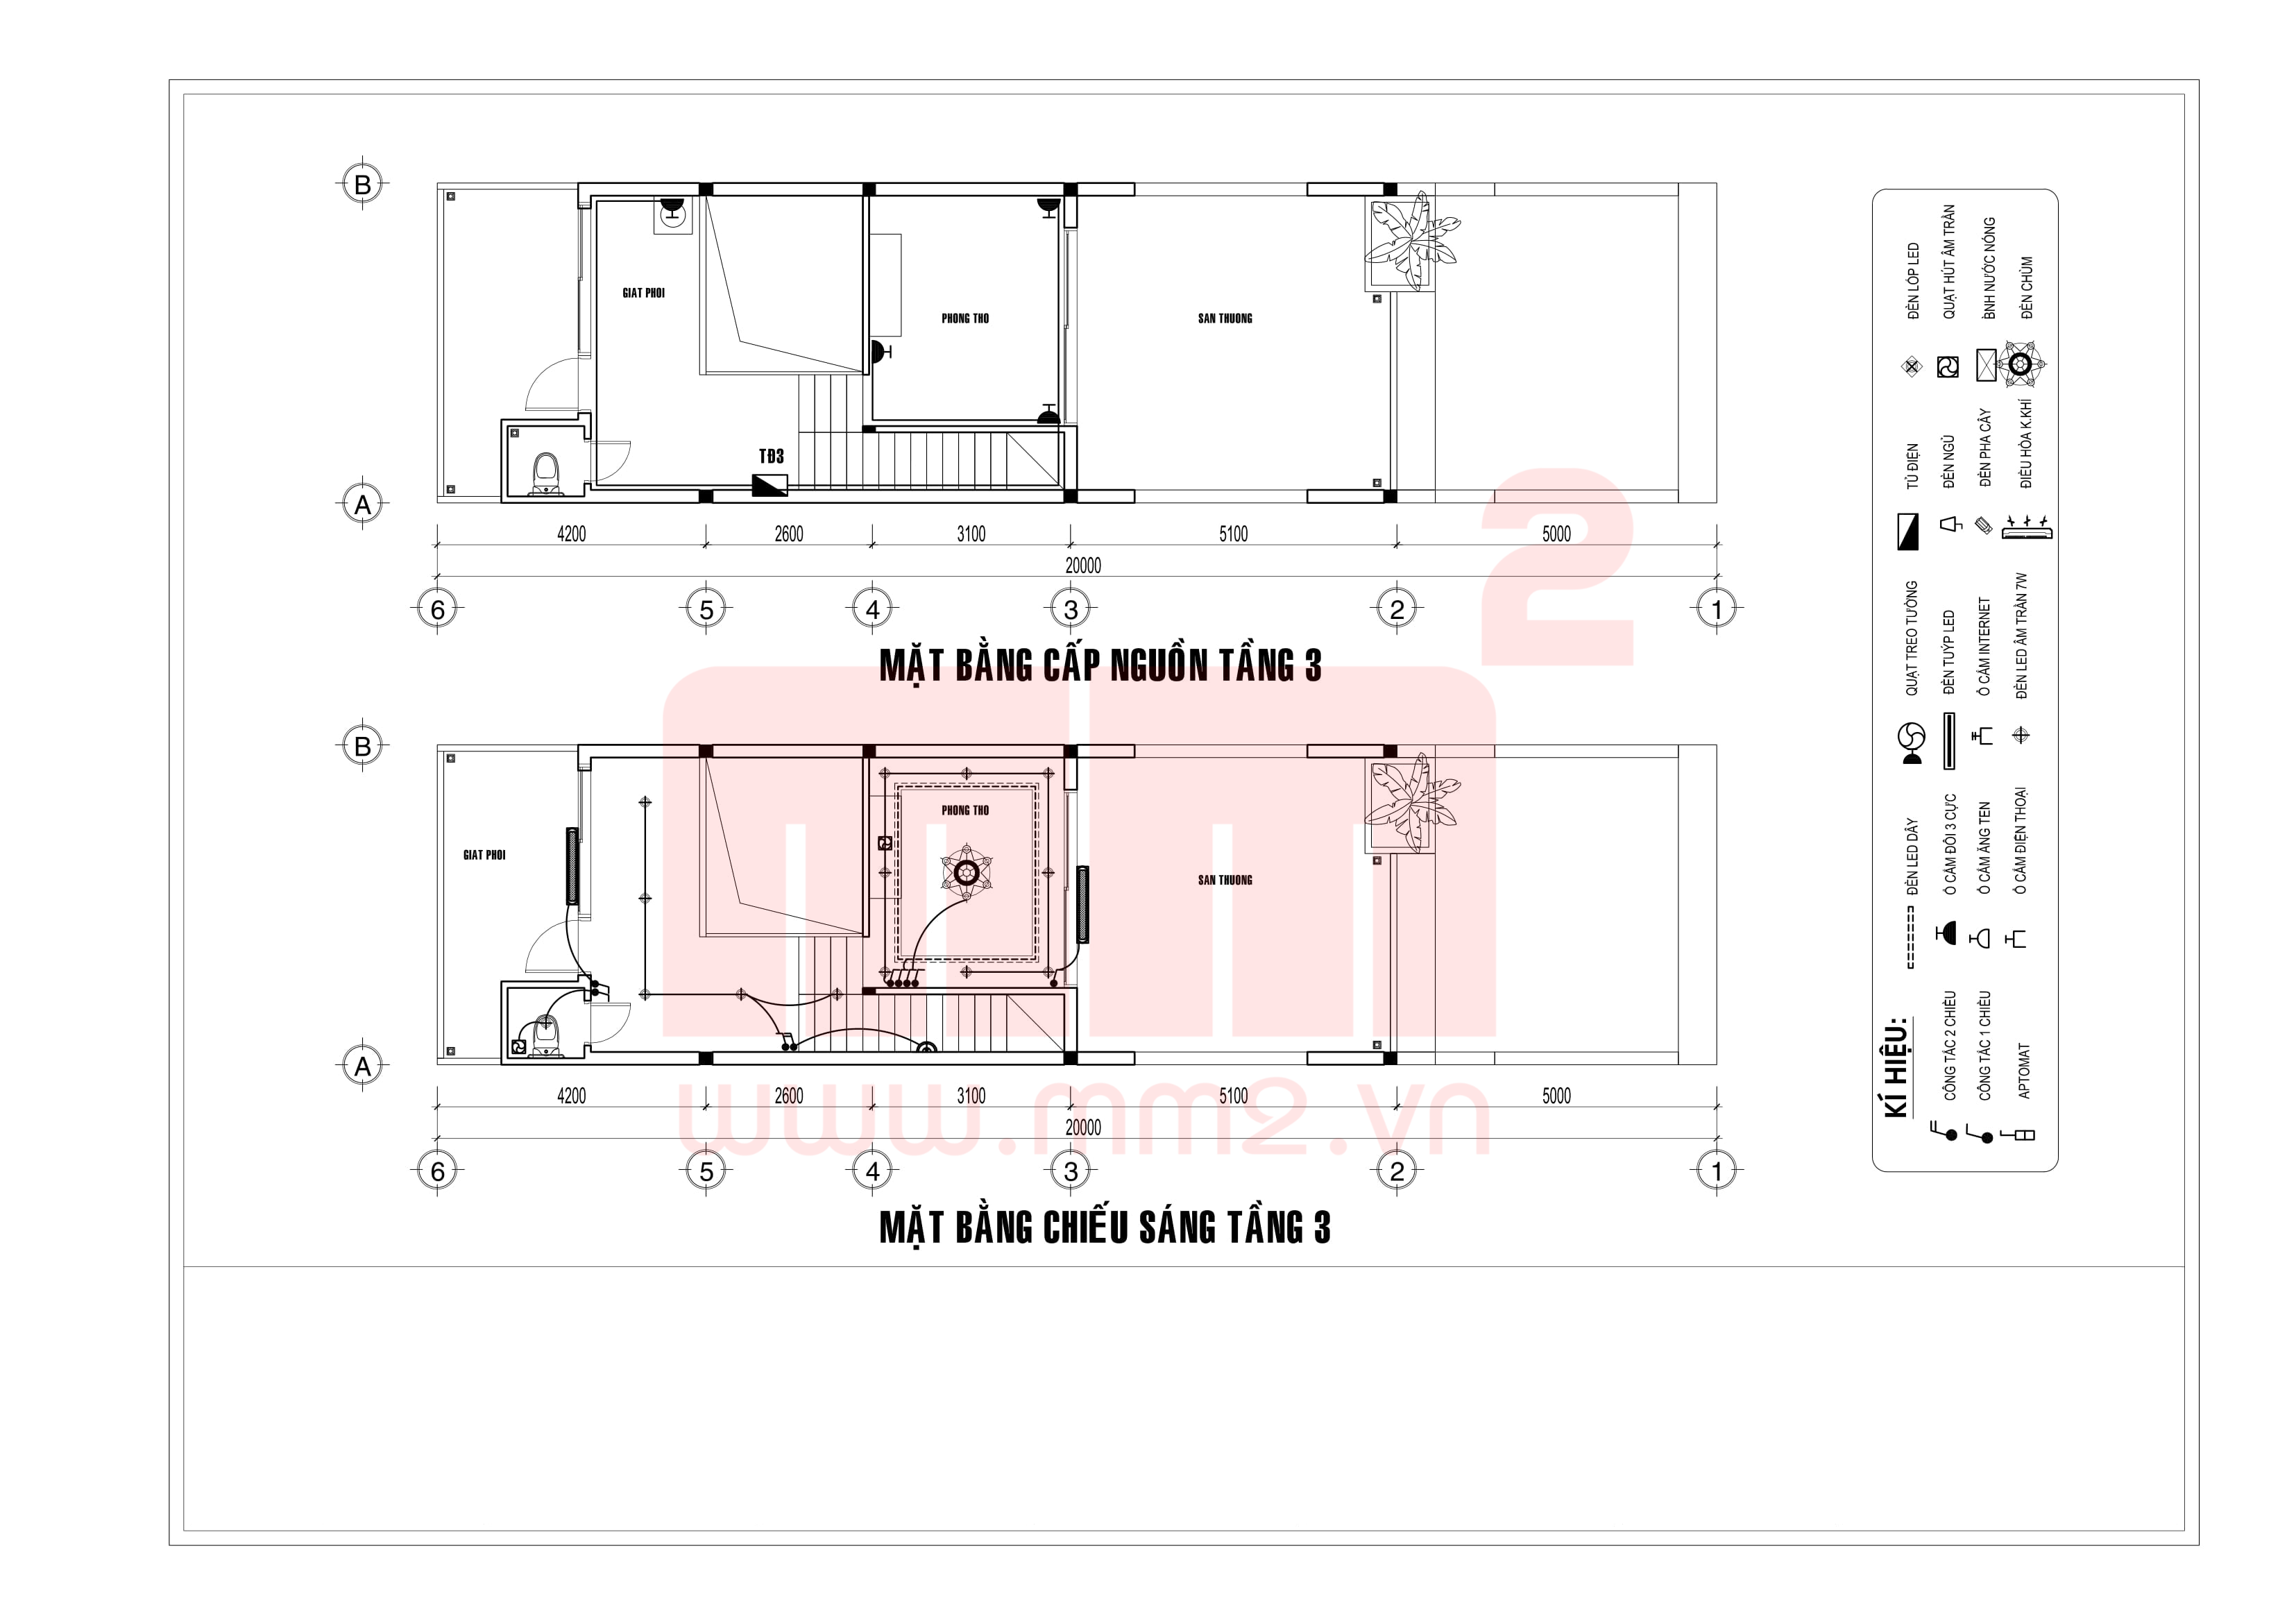 B
GIAT PHOI
PHONG THO
SAN THUONG
TĐ3
A
4200
2600
3100
5100
5000
20000
6
5
4
3
2
1
MẶT BẰNG CẤP NGUỒN TẦNG 3
B
GIAT PHOI
PHONG THO
SAN THUONG
A
4200
2600
3100
5100
5000
20000
6
5
4
3
2
1
MẶT BẰNG CHIẾU SÁNG TẦNG 3
mm2
www.mm2.vn
KÍ HIỆU:
CÔNG TẮC 2 CHIỀU
CÔNG TẮC 1 CHIỀU
APTOMAT
ĐÈN LED DÂY
Ổ CẮM ĐÔI 3 CỰC
Ổ CẮM ĂNG TEN
Ổ CẮM ĐIỆN THOẠI
QUẠT TREO TƯỜNG
ĐÈN TUÝP LED
Ổ CẮM INTERNET
ĐÈN LED ÂM TRẦN 7W
TỦ ĐIỆN
ĐÈN NGỦ
ĐÈN PHA CÂY
ĐIỀU HÒA K.KHÍ
ĐÈN LỐP LED
QUẠT HÚT ÂM TRẦN
BNH NƯỚC NÓNG
ĐÈN CHÙM